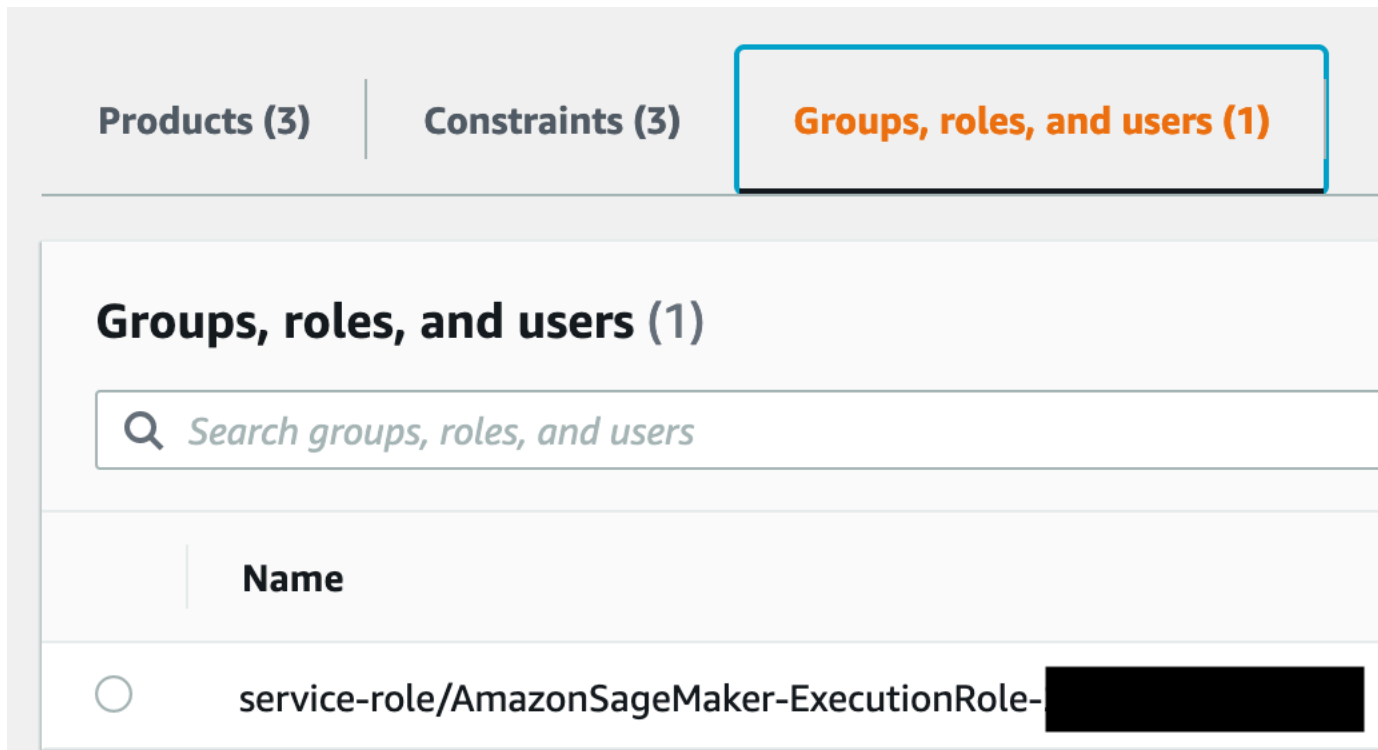 Products (3) Constraints (3) Groups, roles, and users (1)
Groups, roles, and users (1)
Search groups, roles, and users
Name
service-role/AmazonSageMaker-ExecutionRole-